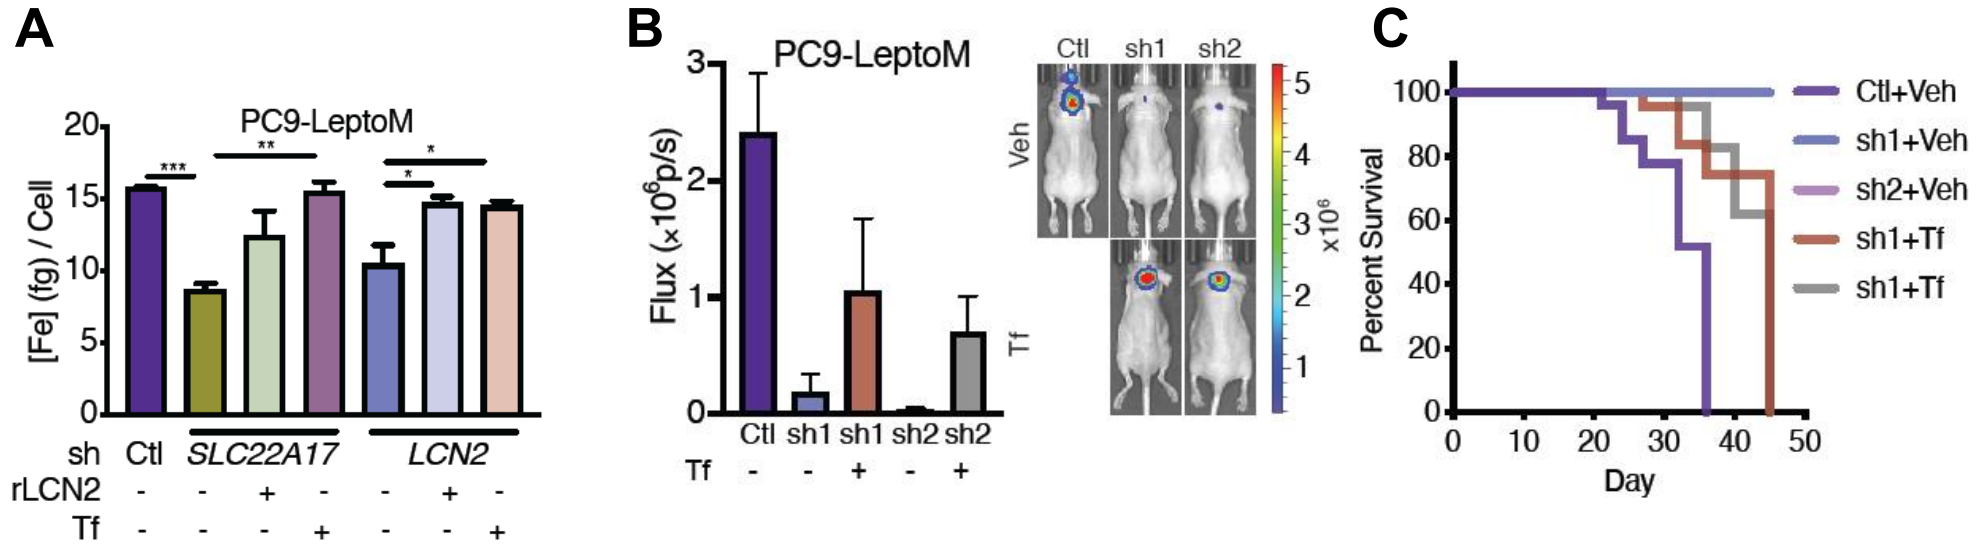 A
PC9-LeptoM
[Fe] (fg) / Cell
20
15
10
5
0
***
**
*
*
sh Ctl SLC22A17 LCN2
rLCN2 - - + - - + -
Tf - - - + - - +
B
PC9-LeptoM
Flux (×10⁶p/s)
3
2
1
0
Ctl sh1 sh1 sh2 sh2
Tf - - + - +
Ctl sh1 sh2
Veh
Tf
5
4
3
2
1
x10⁶
C
Percent Survival
100
80
60
40
20
0
0 10 20 30 40 50
Day
Ctl+Veh
sh1+Veh
sh2+Veh
sh1+Tf
sh1+Tf